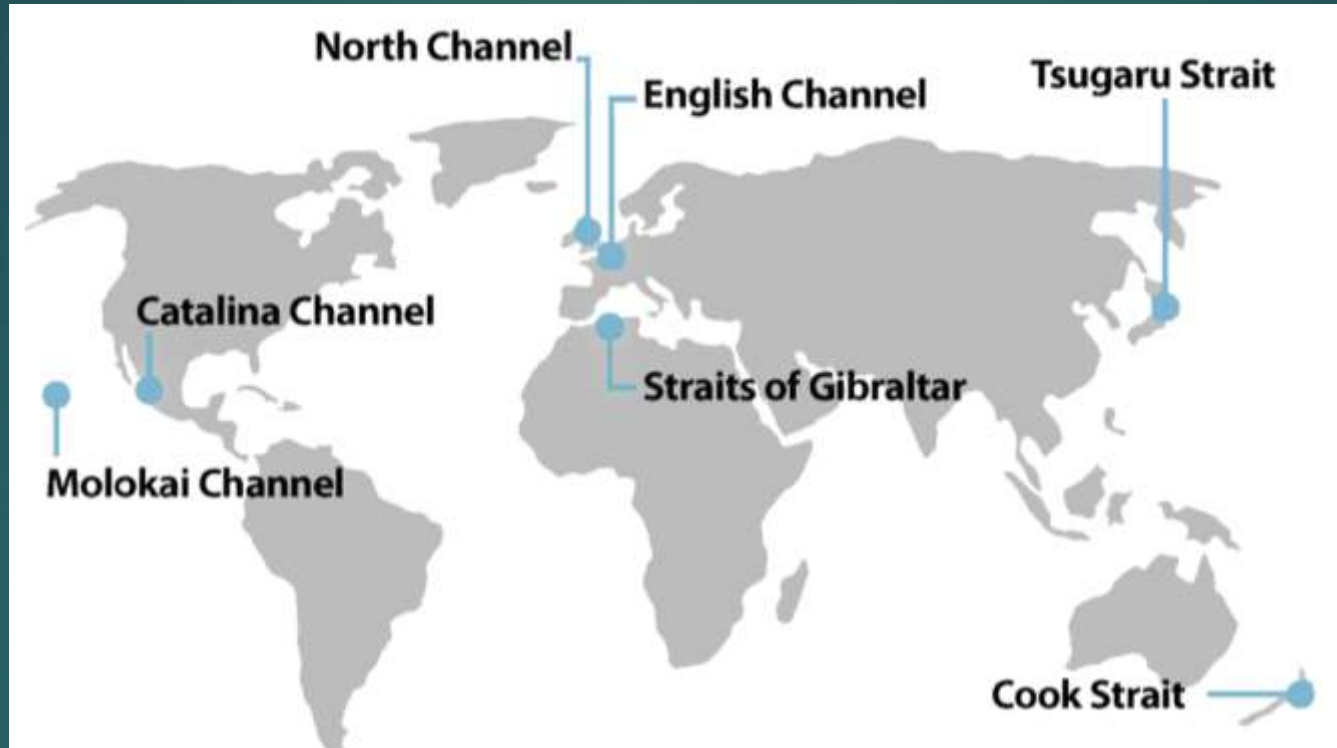 North Channel
English Channel
Tsugaru Strait
Catalina Channel
Straits of Gibraltar
Molokai Channel
Cook Strait